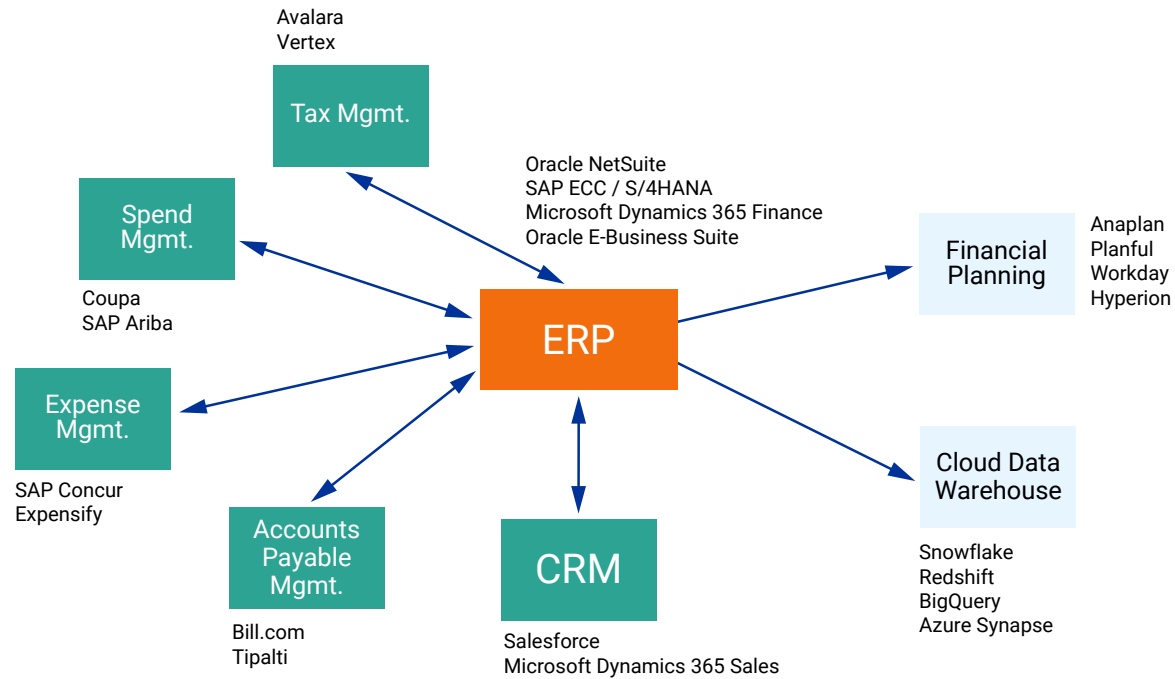 Avalara
Vertex
Tax Mgmt.
Oracle NetSuite
SAP ECC / S/4HANA
Microsoft Dynamics 365 Finance
Oracle E-Business Suite
Spend
Mgmt.
Coupa
SAP Ariba
Financial
Planning
Anaplan
Planful
Workday
Hyperion
ERP
Expense
Mgmt.
SAP Concur
Expensify
Cloud Data
Warehouse
Snowflake
Redshift
BigQuery
Azure Synapse
Accounts
Payable
Mgmt.
Bill.com
Tipalti
CRM
Salesforce
Microsoft Dynamics 365 Sales